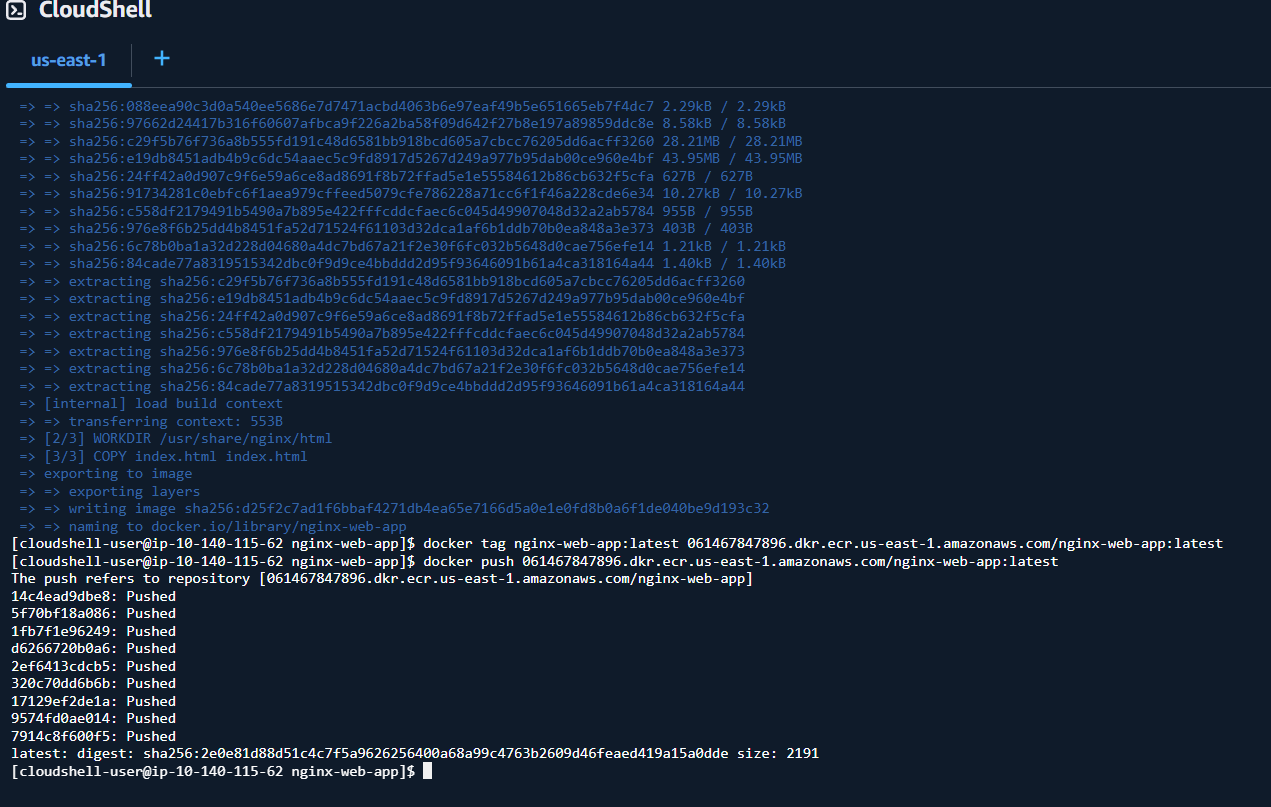 CloudShell
us-east-1 +
=> => sha256:088eea90c3d0a540ee5686e7d7471acbd4063b6e97eaf49b5e651665eb7f4dc7 2.29kB / 2.29kB
=> => sha256:97662d24417b316f60607afbca9f226a2ba58f09d642f27b8e197a89859ddc8e 8.58kB / 8.58kB
=> => sha256:c29f5b76f736a8b555fd191c48d6581bb918bcd605a7cbcc76205dd6acff3260 28.21MB / 28.21MB
=> => sha256:e19db8451adb4b9c6dc54aaec5c9fd8917d5267d249a977b95dab00ce960e4bf 43.95MB / 43.95MB
=> => sha256:24ff42a0d907c9f6e59a6ce8ad8691f8b72ffad5e1e55584612b86cb632f5cfa 627B / 627B
=> => sha256:91734281c0ebfc6f1aea979cffeed5079cfe786228a71cc6f1f46a228cde6e34 10.27kB / 10.27kB
=> => sha256:c558df2179491b5490a7b895e422fffcddcfaec6c045d49907048d32a2ab5784 955B / 955B
=> => sha256:976e8f6b25dd4b8451fa52d71524f61103d32dca1af6b1ddb70b0ea848a3e373 403B / 403B
=> => sha256:6c78b0ba1a32d228d04680a4dc7bd67a21f2e30f6fc032b5648d0cae756efe14 1.21kB / 1.21kB
=> => sha256:84cade77a8319515342dbc0f9d9ce4bbddd2d95f93646091b61a4ca318164a44 1.40kB / 1.40kB
=> => extracting sha256:c29f5b76f736a8b555fd191c48d6581bb918bcd605a7cbcc76205dd6acff3260
=> => extracting sha256:e19db8451adb4b9c6dc54aaec5c9fd8917d5267d249a977b95dab00ce960e4bf
=> => extracting sha256:24ff42a0d907c9f6e59a6ce8ad8691f8b72ffad5e1e55584612b86cb632f5cfa
=> => extracting sha256:c558df2179491b5490a7b895e422fffcddcfaec6c045d49907048d32a2ab5784
=> => extracting sha256:976e8f6b25dd4b8451fa52d71524f61103d32dca1af6b1ddb70b0ea848a3e373
=> => extracting sha256:6c78b0ba1a32d228d04680a4dc7bd67a21f2e30f6fc032b5648d0cae756efe14
=> => extracting sha256:84cade77a8319515342dbc0f9d9ce4bbddd2d95f93646091b61a4ca318164a44
=> [internal] load build context
=> => transferring context: 553B
=> [2/3] WORKDIR /usr/share/nginx/html
=> [3/3] COPY index.html index.html
=> exporting to image
=> => exporting layers
=> => writing image sha256:d25f2c7ad1f6bbaf4271db4ea65e7166d5a0e1e0fd8b0a6f1de040be9d193c32
=> => naming to docker.io/library/nginx-web-app
[cloudshell-user@ip-10-140-115-62 nginx-web-app]$ docker tag nginx-web-app:latest 061467847896.dkr.ecr.us-east-1.amazonaws.com/nginx-web-app:latest
[cloudshell-user@ip-10-140-115-62 nginx-web-app]$ docker push 061467847896.dkr.ecr.us-east-1.amazonaws.com/nginx-web-app:latest
The push refers to repository [061467847896.dkr.ecr.us-east-1.amazonaws.com/nginx-web-app]
14c4ead9dbe8: Pushed
5f70bf18a086: Pushed
1fb7f1e96249: Pushed
d6266720b0a6: Pushed
2ef6413cdcb5: Pushed
320c70dd6b6b: Pushed
17129ef2de1a: Pushed
9574fd0ae014: Pushed
7914c8f600f5: Pushed
latest: digest: sha256:2e0e81d88d51c4c7f5a9626256400a68a99c4763b2609d46feaed419a15a0dde size: 2191
[cloudshell-user@ip-10-140-115-62 nginx-web-app]$